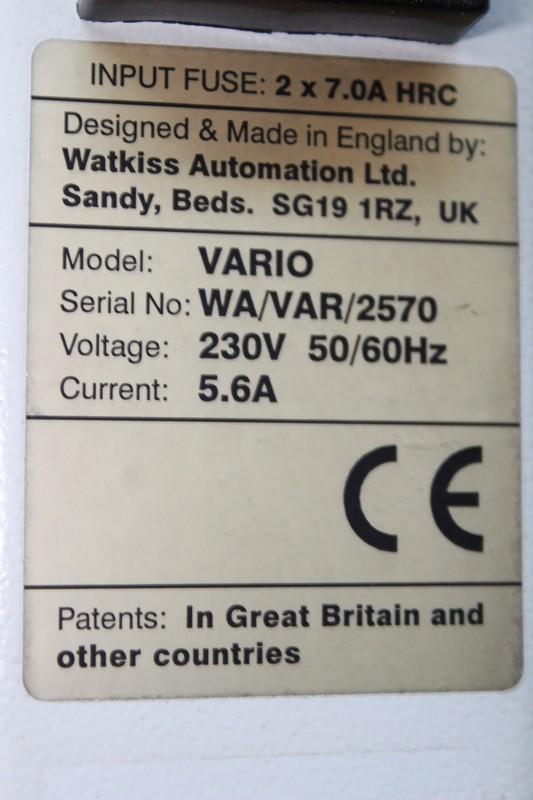 INPUT FUSE: 2 x 7.0A HRC
Designed & Made in England by:
Watkiss Automation Ltd.
Sandy, Beds. SG19 1RZ, UK
Model: VARIO
Serial No: WA/VAR/2570
Voltage: 230V 50/60Hz
Current: 5.6A
CE
Patents: In Great Britain and
other countries